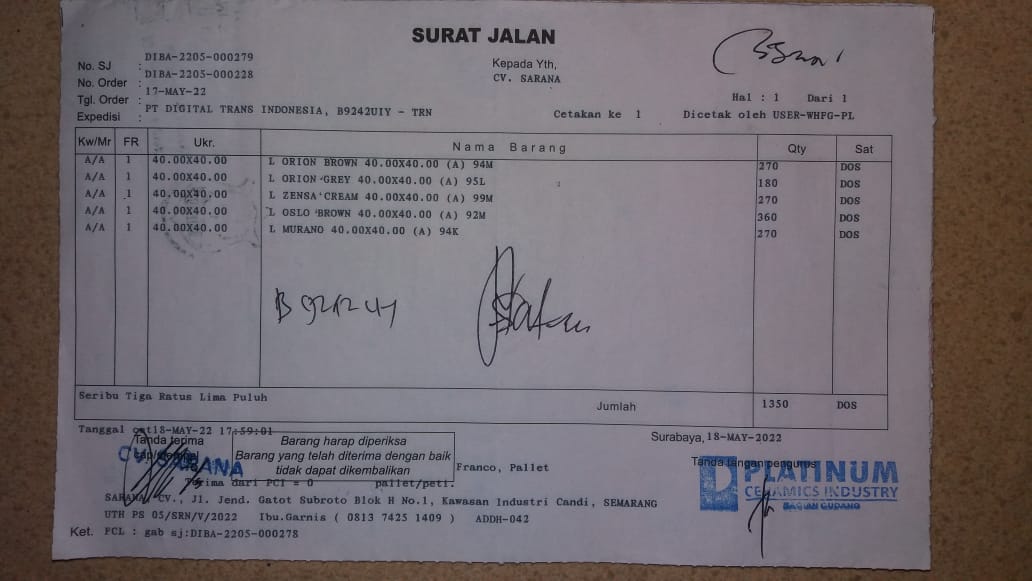 SURAT JALAN
No. SJ : DIBA-2205-000279
No. Order : DIBA-2205-000228
Tgl. Order : 17-MAY-22
Expedisi : PT DIGITAL TRANS INDONESIA, B9242UIY - TRN
Kepada Yth,
CV. SARANA
Hal : 1 Dari 1
Cetakan ke 1 Dicetak oleh USER-WHFG-PL
Kw/Mr FR Ukr. Nama Barang Qty Sat
A/A 1 40.00X40.00 L ORION BROWN 40.00X40.00 (A) 94M 270 DOS
A/A 1 40.00X40.00 L ORION GREY 40.00X40.00 (A) 95L 180 DOS
A/A 1 40.00X40.00 L ZENSA CREAM 40.00X40.00 (A) 99M 270 DOS
A/A 1 40.00X40.00 L OSLO BROWN 40.00X40.00 (A) 92M 360 DOS
A/A 1 40.00X40.00 L MURANO 40.00X40.00 (A) 94K 270 DOS
Seribu Tiga Ratus Lima Puluh
Jumlah 1350 DOS
Tanggal 18-MAY-22 17:59:01
Surabaya, 18-MAY-2022
Tanda terima
CV. SARANA
Barang harap diperiksa
Barang yang telah diterima dengan baik
tidak dapat dikembalikan
Franco, Pallet
Tanda tangan pengurus
PLATINUM
CERAMICS INDUSTRY
BAGIAN GUDANG
Terima dari PCI = 0 pallet/peti.
SARANA, CV., Jl. Jend. Gatot Subroto Blok H No.1, Kawasan Industri Candi, SEMARANG
UTH PS 05/SRN/V/2022 Ibu.Garnis ( 0813 7425 1409 ) ADDH-042
Ket. FCL : gab sj:DIBA-2205-000278